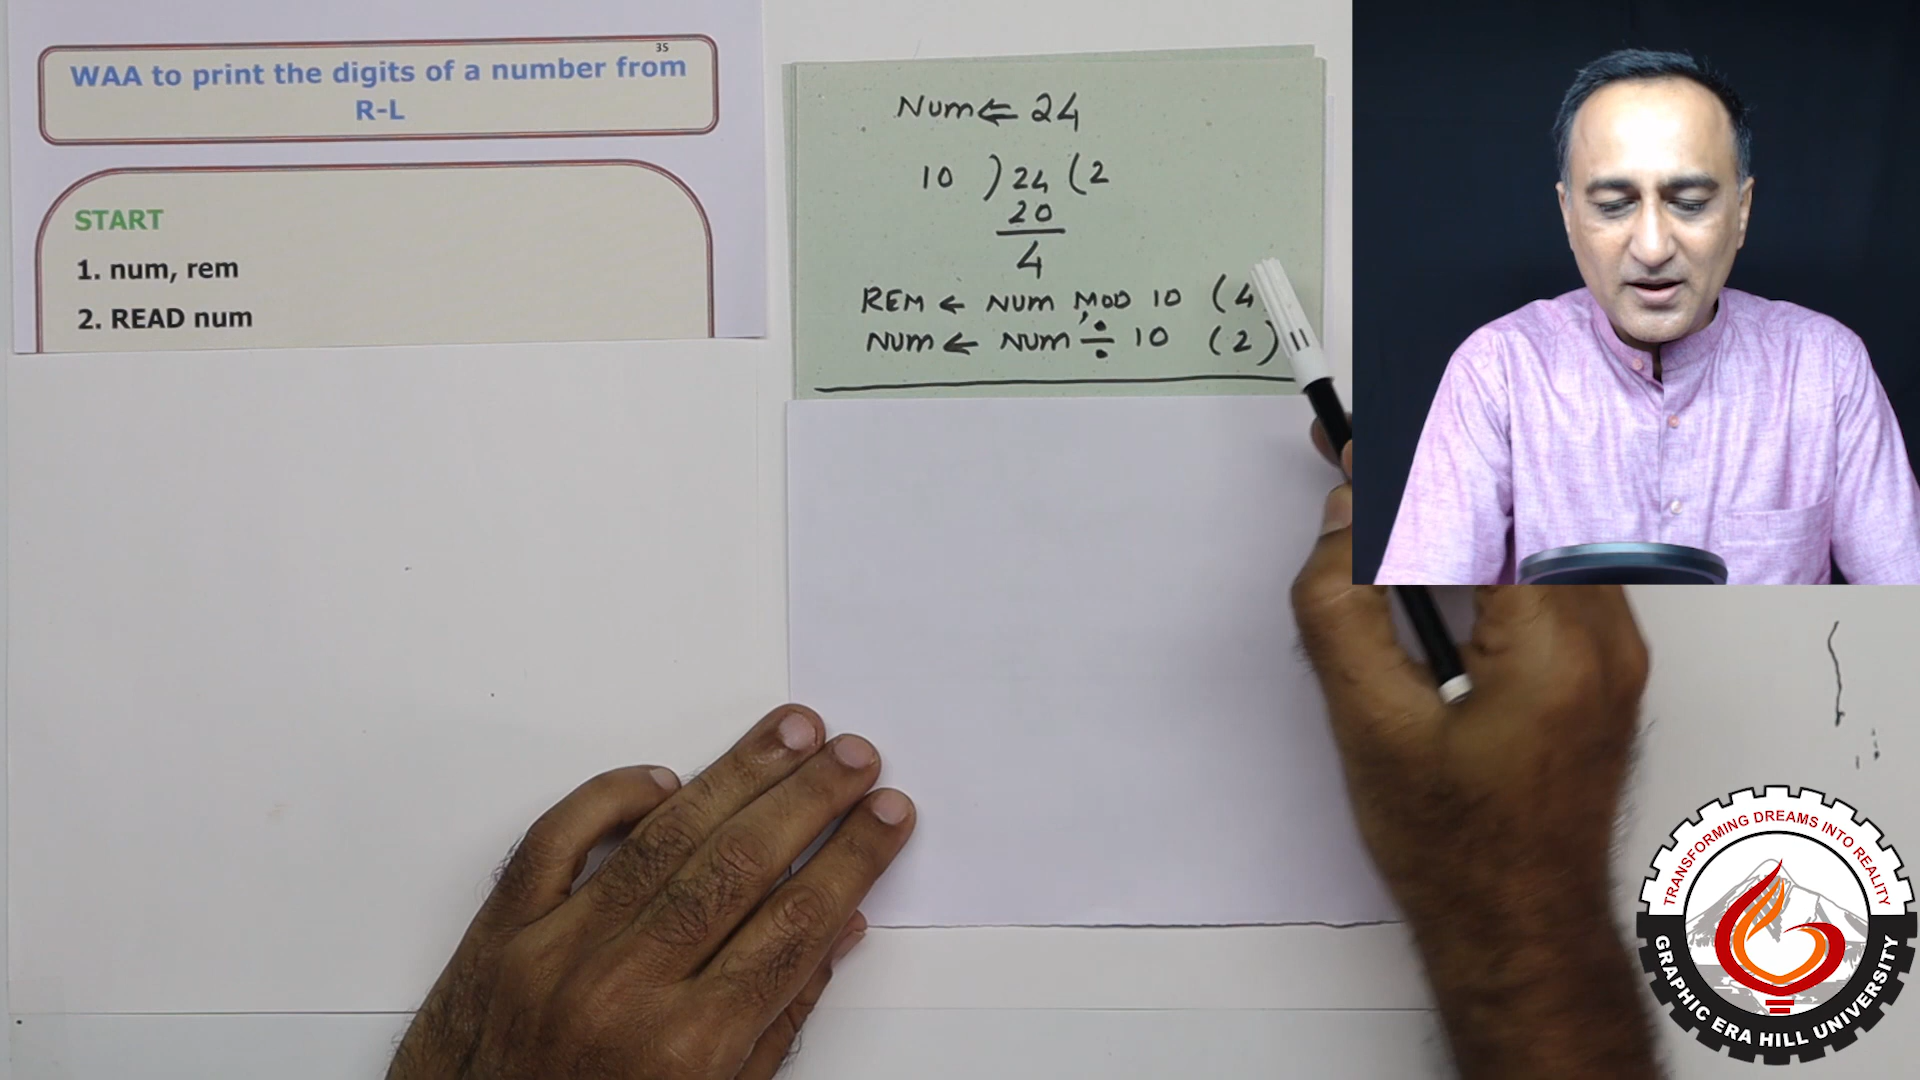 35
WAA to print the digits of a number from
R-L
START
1. num, rem
2. READ num
Num ⇐ 24
10 ) 24 ( 2
20
4
REM ← NUM MOD 10 ( 4
NUM ← NUM ÷ 10 ( 2 )
TRANSFORMING DREAMS INTO REALITY
GRAPHIC ERA HILL UNIVERSITY